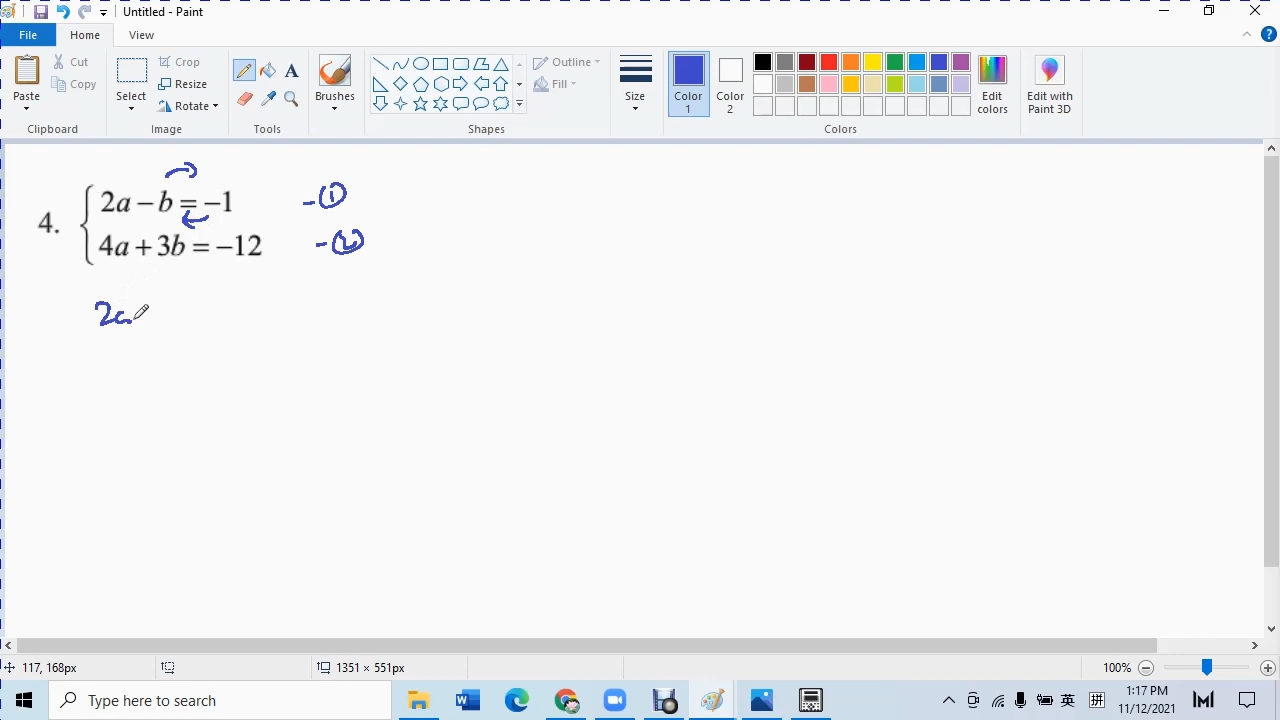 Untitled - Paint
File Home View
Paste Cut Copy Clipboard
Select Crop Resize Rotate Image
Tools
Brushes
Outline Fill Shapes
Size
Color 1 Color 2 Edit colors Colors
Edit with Paint 3D
2a − b = −1 -①
4.
4a + 3b = −12 -②
2a
117, 168px 1351 × 551px 100%
Type here to search
英 拼 1:17 PM
11/12/2021